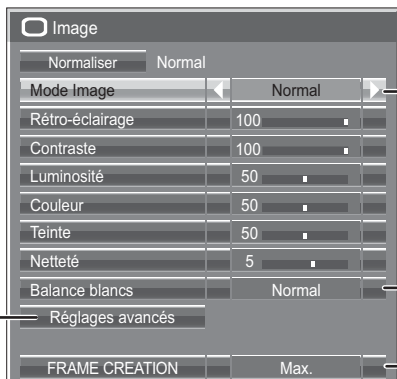 Image
Normaliser Normal
Mode Image Normal
Rétro-éclairage 100
Contraste 100
Luminosité 50
Couleur 50
Teinte 50
Netteté 5
Balance blancs Normal
Réglages avancés
FRAME CREATION Max.